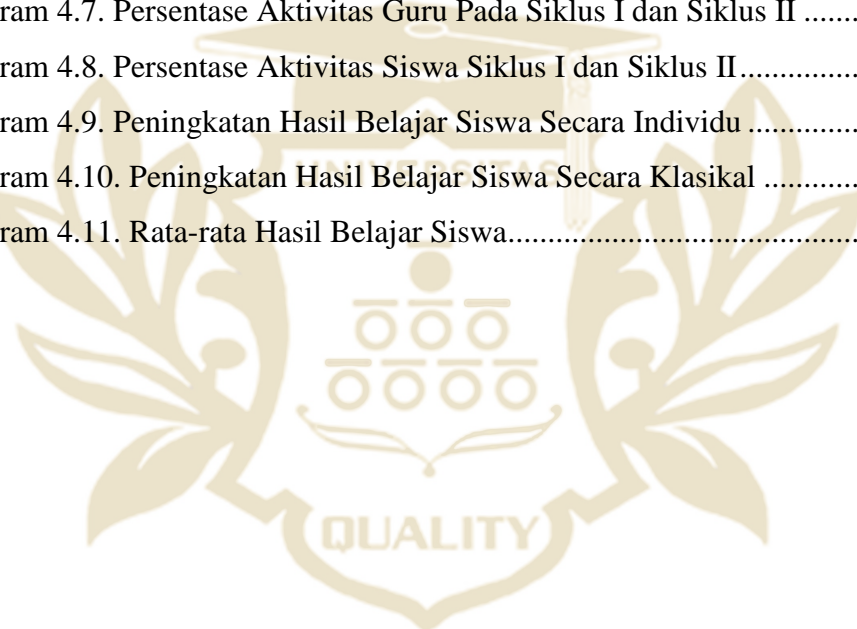 ram 4.7. Persentase Aktivitas Guru Pada Siklus I dan Siklus II .......
ram 4.8. Persentase Aktivitas Siswa Siklus I dan Siklus II...............
ram 4.9. Peningkatan Hasil Belajar Siswa Secara Individu ..............
ram 4.10. Peningkatan Hasil Belajar Siswa Secara Klasikal ............
UNIVERSITAS
ram 4.11. Rata-rata Hasil Belajar Siswa...........................................
QUALITY